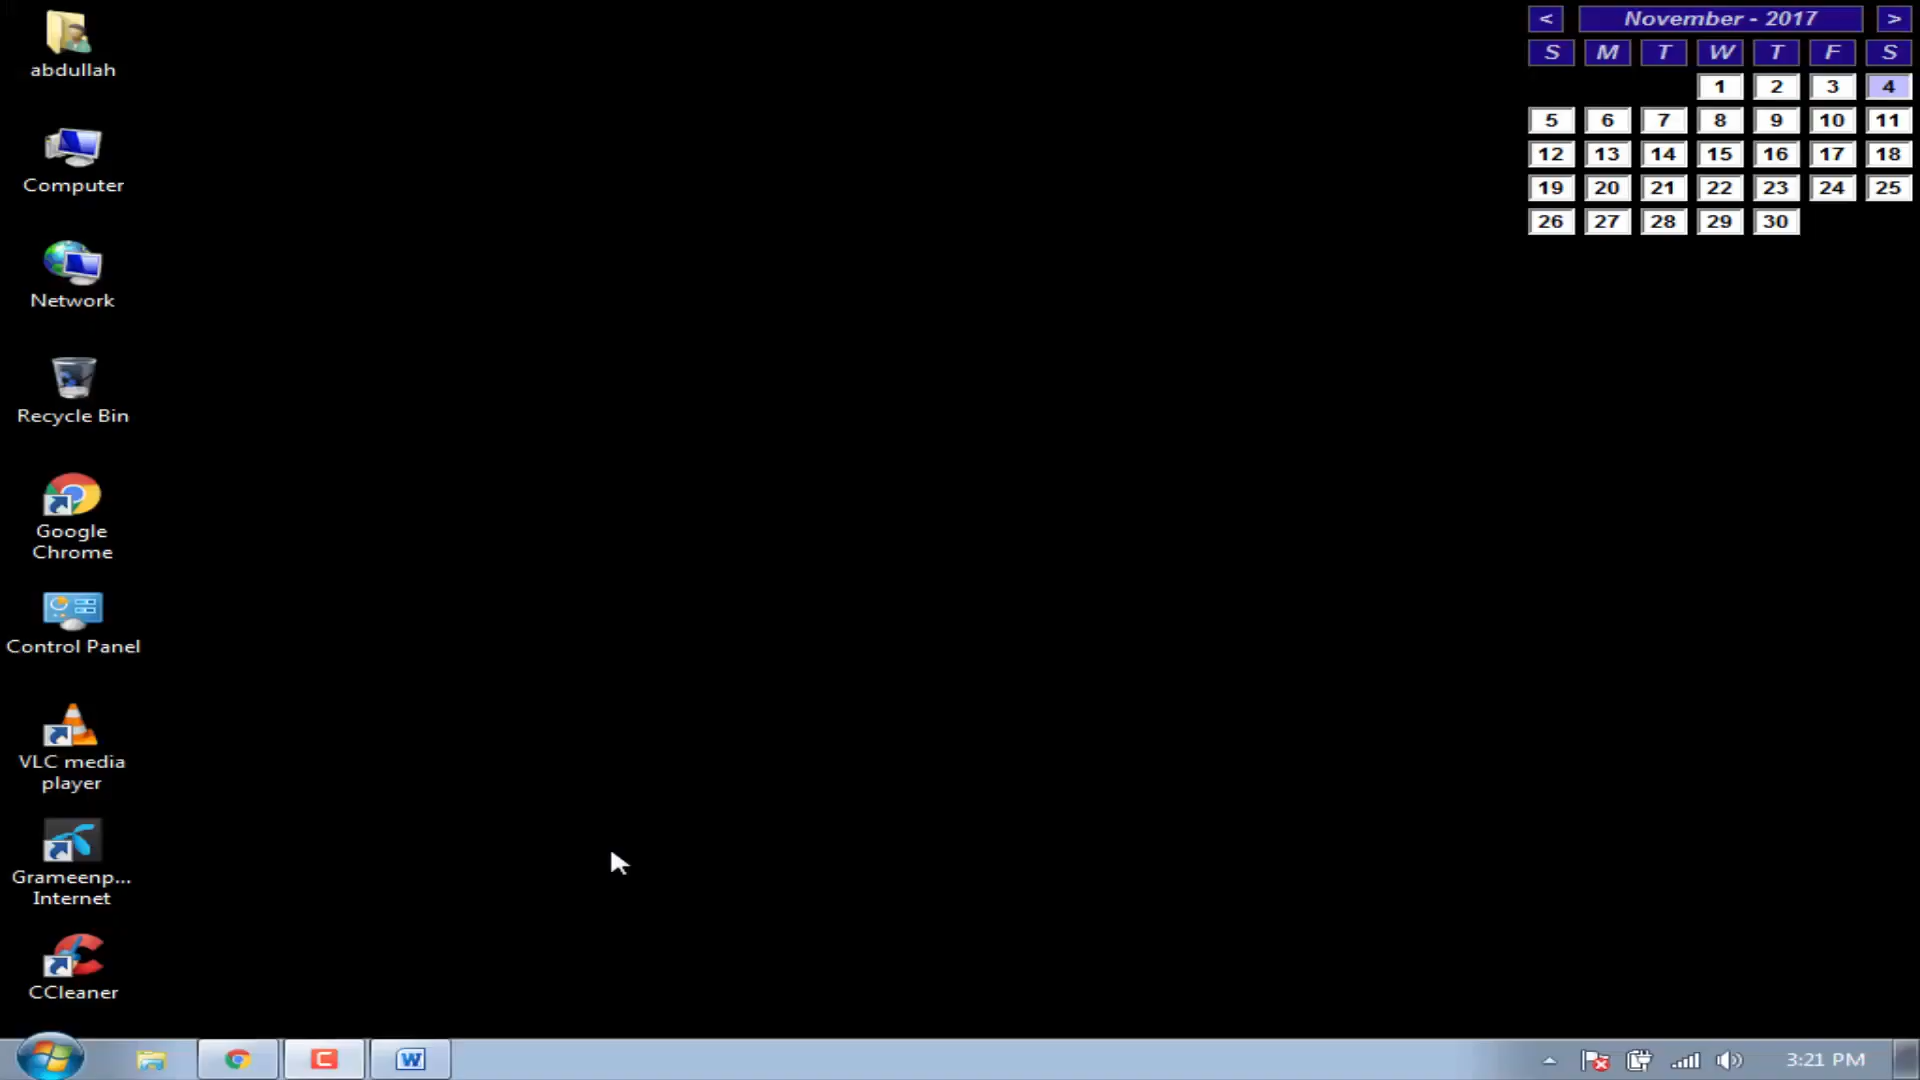 abdullah
Computer
Network
Recycle Bin
Google
Chrome
Control Panel
VLC media
player
Grameenp...
Internet
CCleaner
< November - 2017 >
S M T W T F S
1 2 3 4
5 6 7 8 9 10 11
12 13 14 15 16 17 18
19 20 21 22 23 24 25
26 27 28 29 30
3:21 PM